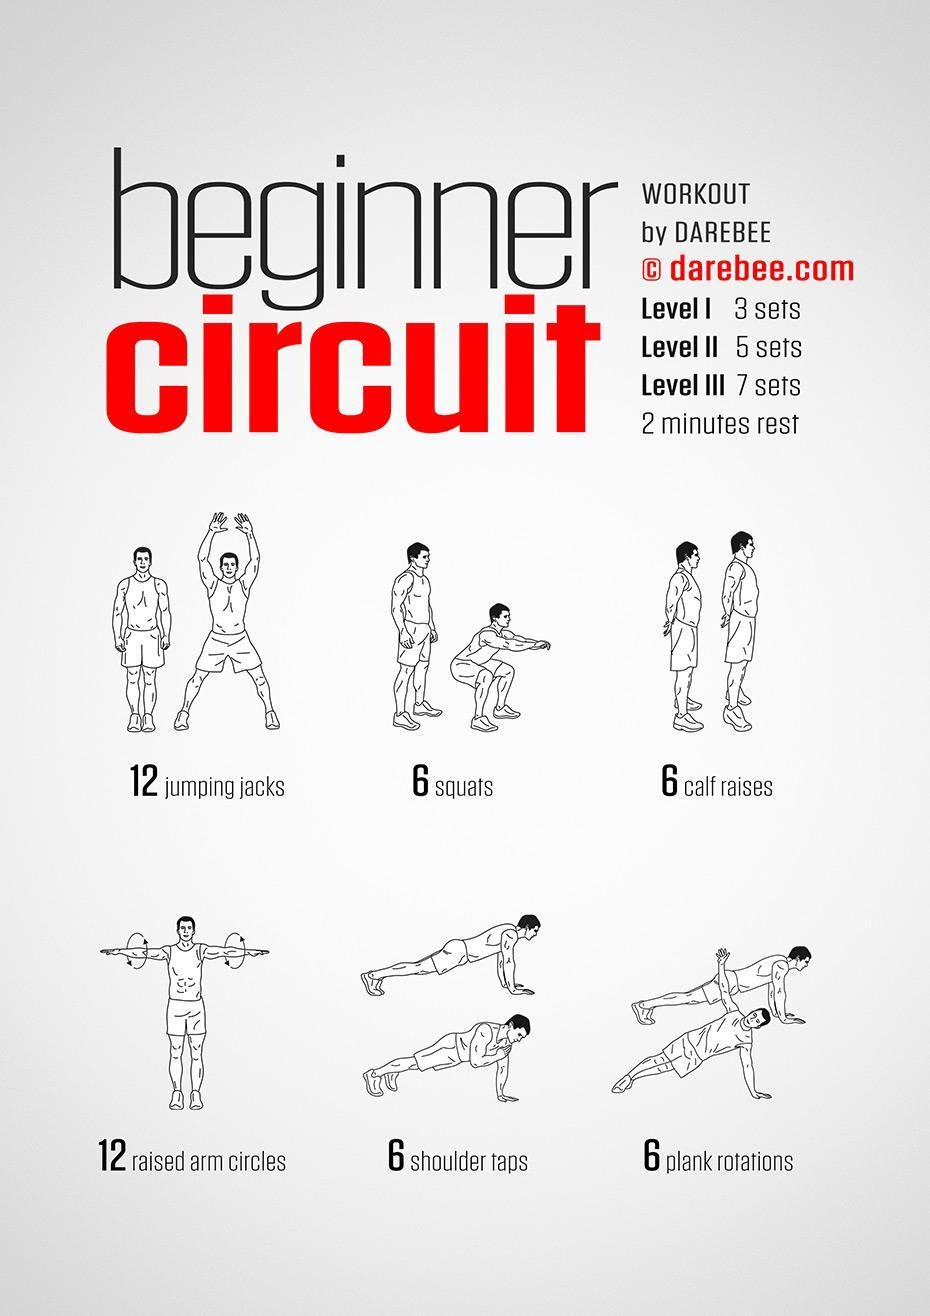 beginner
circuit
WORKOUT
by DAREBEE
© darebee.com
Level I 3 sets
Level II 5 sets
Level III 7 sets
2 minutes rest
12 jumping jacks
6 squats
6 calf raises
12 raised arm circles
6 shoulder taps
6 plank rotations